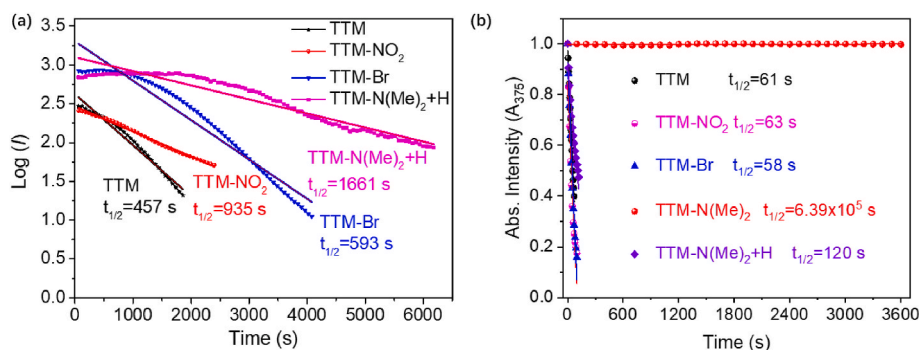 (a)
TTM
TTM-NO2
TTM-Br
TTM-N(Me)2+H
Log (I)
3.5
3.0
2.5
2.0
1.5
1.0
0.5
0.0
TTM
t1/2=457 s
TTM-NO2
t1/2=935 s
TTM-N(Me)2+H
t1/2=1661 s
TTM-Br
t1/2=593 s
0 1000 2000 3000 4000 5000 6000
Time (s)
(b)
Abs. Intensity (A375)
1.0
0.8
0.6
0.4
0.2
0.0
TTM t1/2=61 s
TTM-NO2 t1/2=63 s
TTM-Br t1/2=58 s
TTM-N(Me)2 t1/2=6.39x10^5 s
TTM-N(Me)2+H t1/2=120 s
0 600 1200 1800 2400 3000 3600
Time (s)